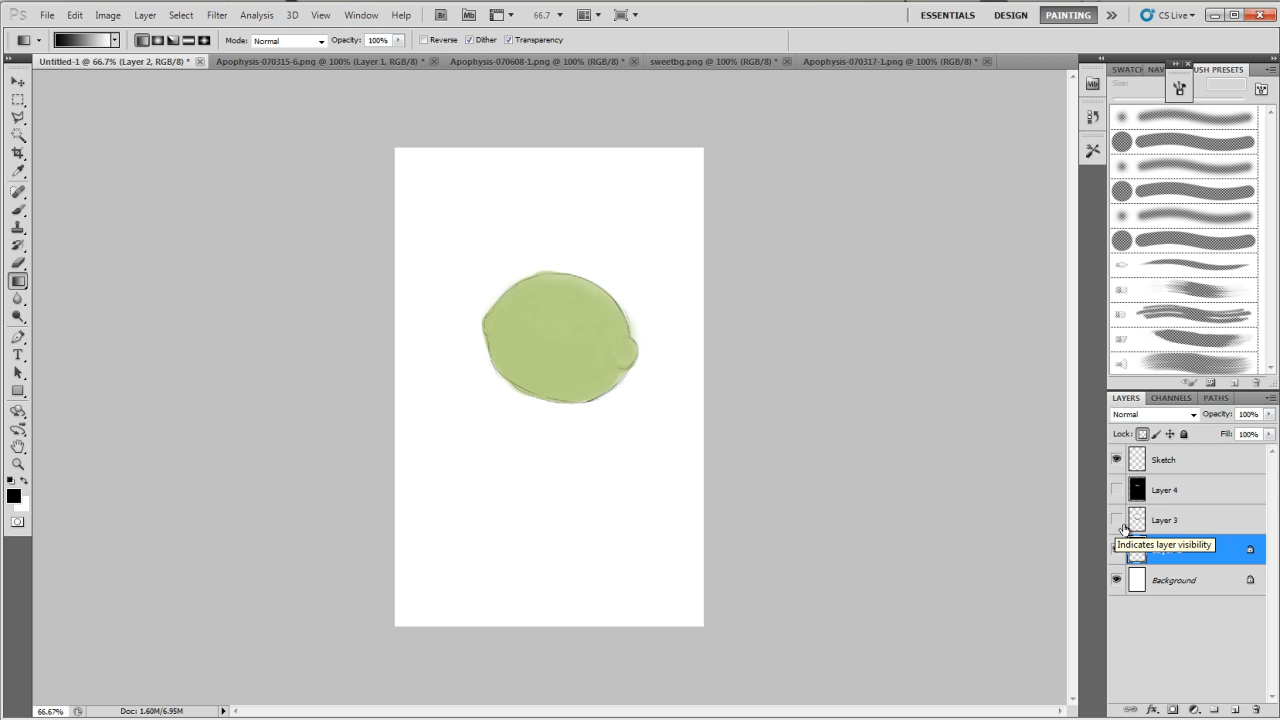 Ps File Edit Image Layer Select Filter Analysis 3D View Window Help Br Mb 66.7 ESSENTIALS DESIGN PAINTING CS Live
Mode: Normal Opacity: 100% Reverse Dither Transparency
Untitled-1 @ 66.7% (Layer 2, RGB/8) * Apophysis-070315-6.png @ 100% (Layer 1, RGB/8) * Apophysis-070608-1.png @ 100% (RGB/8) * sweetbg.png @ 100% (RGB/8) * Apophysis-070317-1.png @ 100% (RGB/8) *
SWATC NAV USH PRESETS
Mb Size:
LAYERS CHANNELS PATHS
Normal Opacity: 100%
Lock: Fill: 100%
Sketch
Layer 4
Layer 3
Indicates layer visibility
Background
66.67% Doc: 1.60M/6.95M